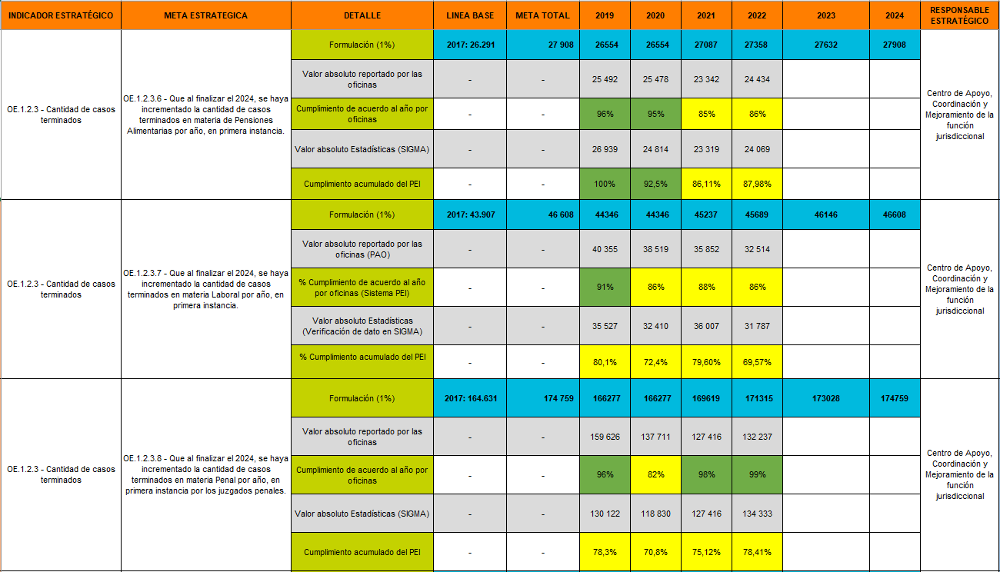 INDICADOR ESTRATÉGICO META ESTRATEGICA DETALLE LINEA BASE META TOTAL 2019 2020 2021 2022 2023 2024 RESPONSABLE ESTRATÉGICO
OE.1.2.3 - Cantidad de casos
terminados
OE.1.2.3.6 - Que al finalizar el 2024, se haya
incrementado la cantidad de casos
terminados en materia de Pensiones
Alimentarias por año, en primera instancia.
Formulación (1%) 2017: 26.291 27 908 26554 26554 27087 27358 27632 27908
Valor absoluto reportado por las
oficinas
- - 25 492 25 478 23 342 24 434
Cumplimiento de acuerdo al año por
oficinas
- - 96% 95% 85% 86%
Valor absoluto Estadísticas (SIGMA) - - 26 939 24 814 23 319 24 069
Cumplimiento acumulado del PEI - - 100% 92,5% 86,11% 87,98%
Centro de Apoyo,
Coordinación y
Mejoramiento de la
función
jurisdiccional
OE.1.2.3 - Cantidad de casos
terminados
OE.1.2.3.7 - Que al finalizar el 2024, se haya
incrementado la cantidad de casos
terminados en materia Laboral por año, en
primera instancia.
Formulación (1%) 2017: 43.907 46 608 44346 44346 45237 45689 46146 46608
Valor absoluto reportado por las
oficinas (PAO)
- - 40 355 38 519 35 852 32 514
% Cumplimiento de acuerdo al año
por oficinas (Sistema PEI)
- - 91% 86% 88% 86%
Valor absoluto Estadísticas
(Verificación de dato en SIGMA)
- - 35 527 32 410 36 007 31 787
% Cumplimiento acumulado del PEI - - 80,1% 72,4% 79,60% 69,57%
Centro de Apoyo,
Coordinación y
Mejoramiento de la
función
jurisdiccional
OE.1.2.3 - Cantidad de casos
terminados
OE.1.2.3.8 - Que al finalizar el 2024, se haya
incrementado la cantidad de casos
terminados en materia Penal por año, en
primera instancia por los juzgados penales.
Formulación (1%) 2017: 164.631 174 759 166277 166277 169619 171315 173028 174759
Valor absoluto reportado por las
oficinas
159 626 137 711 127 416 132 237
Cumplimiento de acuerdo al año por
oficinas
- - 96% 82% 98% 99%
Valor absoluto Estadísticas (SIGMA) - - 130 122 118 830 127 416 134 333
Cumplimiento acumulado del PEI - - 78,3% 70,8% 75,12% 78,41%
Centro de Apoyo,
Coordinación y
Mejoramiento de la
función
jurisdiccional